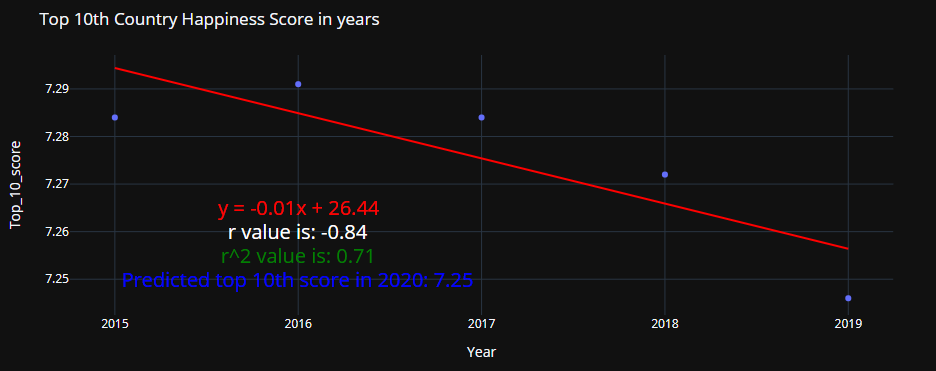 Top 10th Country Happiness Score in years
Top_10_score
7.29
7.28
7.27
7.26
7.25
y = -0.01x + 26.44
r value is: -0.84
r^2 value is: 0.71
Predicted top 10th score in 2020: 7.25
2015 2016 2017 2018 2019
Year